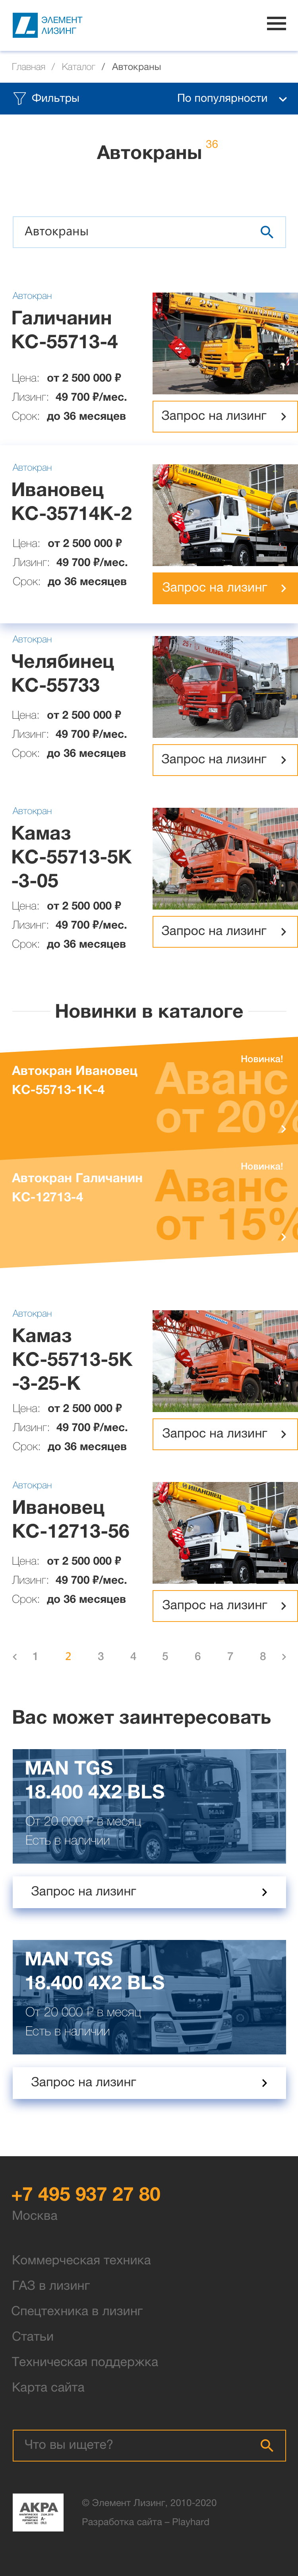 ЭЛЕМЕНТ
ЛИЗИНГ
Главная / Каталог / Автокраны
Фильтры
По популярности
Автокраны 36
Автокраны
Автокран
Галичанин
КС-55713-4
Цена: от 2 500 000 ₽
Лизинг: 49 700 ₽/мес.
Срок: до 36 месяцев
Запрос на лизинг
Автокран
Ивановец
КС-35714К-2
Цена: от 2 500 000 ₽
Лизинг: 49 700 ₽/мес.
Срок: до 36 месяцев
Запрос на лизинг
Автокран
Челябинец
КС-55733
Цена: от 2 500 000 ₽
Лизинг: 49 700 ₽/мес.
Срок: до 36 месяцев
Запрос на лизинг
Автокран
Камаз
КС-55713-5К
-3-05
Цена: от 2 500 000 ₽
Лизинг: 49 700 ₽/мес.
Срок: до 36 месяцев
Запрос на лизинг
Новинки в каталоге
Новинка!
Автокран Ивановец
КС-55713-1К-4
Аванс
от 20%
Новинка!
Автокран Галичанин
КС-12713-4
Аванс
от 15%
Автокран
Камаз
КС-55713-5К
-3-25-К
Цена: от 2 500 000 ₽
Лизинг: 49 700 ₽/мес.
Срок: до 36 месяцев
Запрос на лизинг
Автокран
Ивановец
КС-12713-56
Цена: от 2 500 000 ₽
Лизинг: 49 700 ₽/мес.
Срок: до 36 месяцев
Запрос на лизинг
1 2 3 4 5 6 7 8
Вас может заинтересовать
MAN TGS
18.400 4X2 BLS
От 20 000 ₽ в месяц
Есть в наличии
Запрос на лизинг
MAN TGS
18.400 4X2 BLS
От 20 000 ₽ в месяц
Есть в наличии
Запрос на лизинг
+7 495 937 27 80
Москва
Коммерческая техника
ГАЗ в лизинг
Спецтехника в лизинг
Статьи
Техническая поддержка
Карта сайта
Что вы ищете?
АКРА
© Элемент Лизинг, 2010-2020
Разработка сайта – Playhard